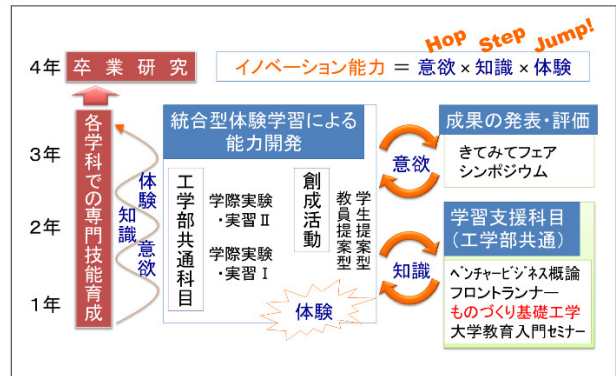 Hop Step Jump!
4年 卒業研究
イノベーション能力 = 意欲×知識×体験
3年
2年
1年
各学科での専門技能育成
体験
知識
意欲
統合型体験学習による
能力開発
工学部共通科目
学際実験
・実習Ⅱ
学際実験
・実習Ⅰ
創成活動
学生提案型
教員提案型
体験
意欲
知識
成果の発表・評価
きてみてフェア
シンポジウム
学習支援科目
(工学部共通)
ベンチャービジネス概論
フロントランナー
ものづくり基礎工学
大学教育入門セミナー